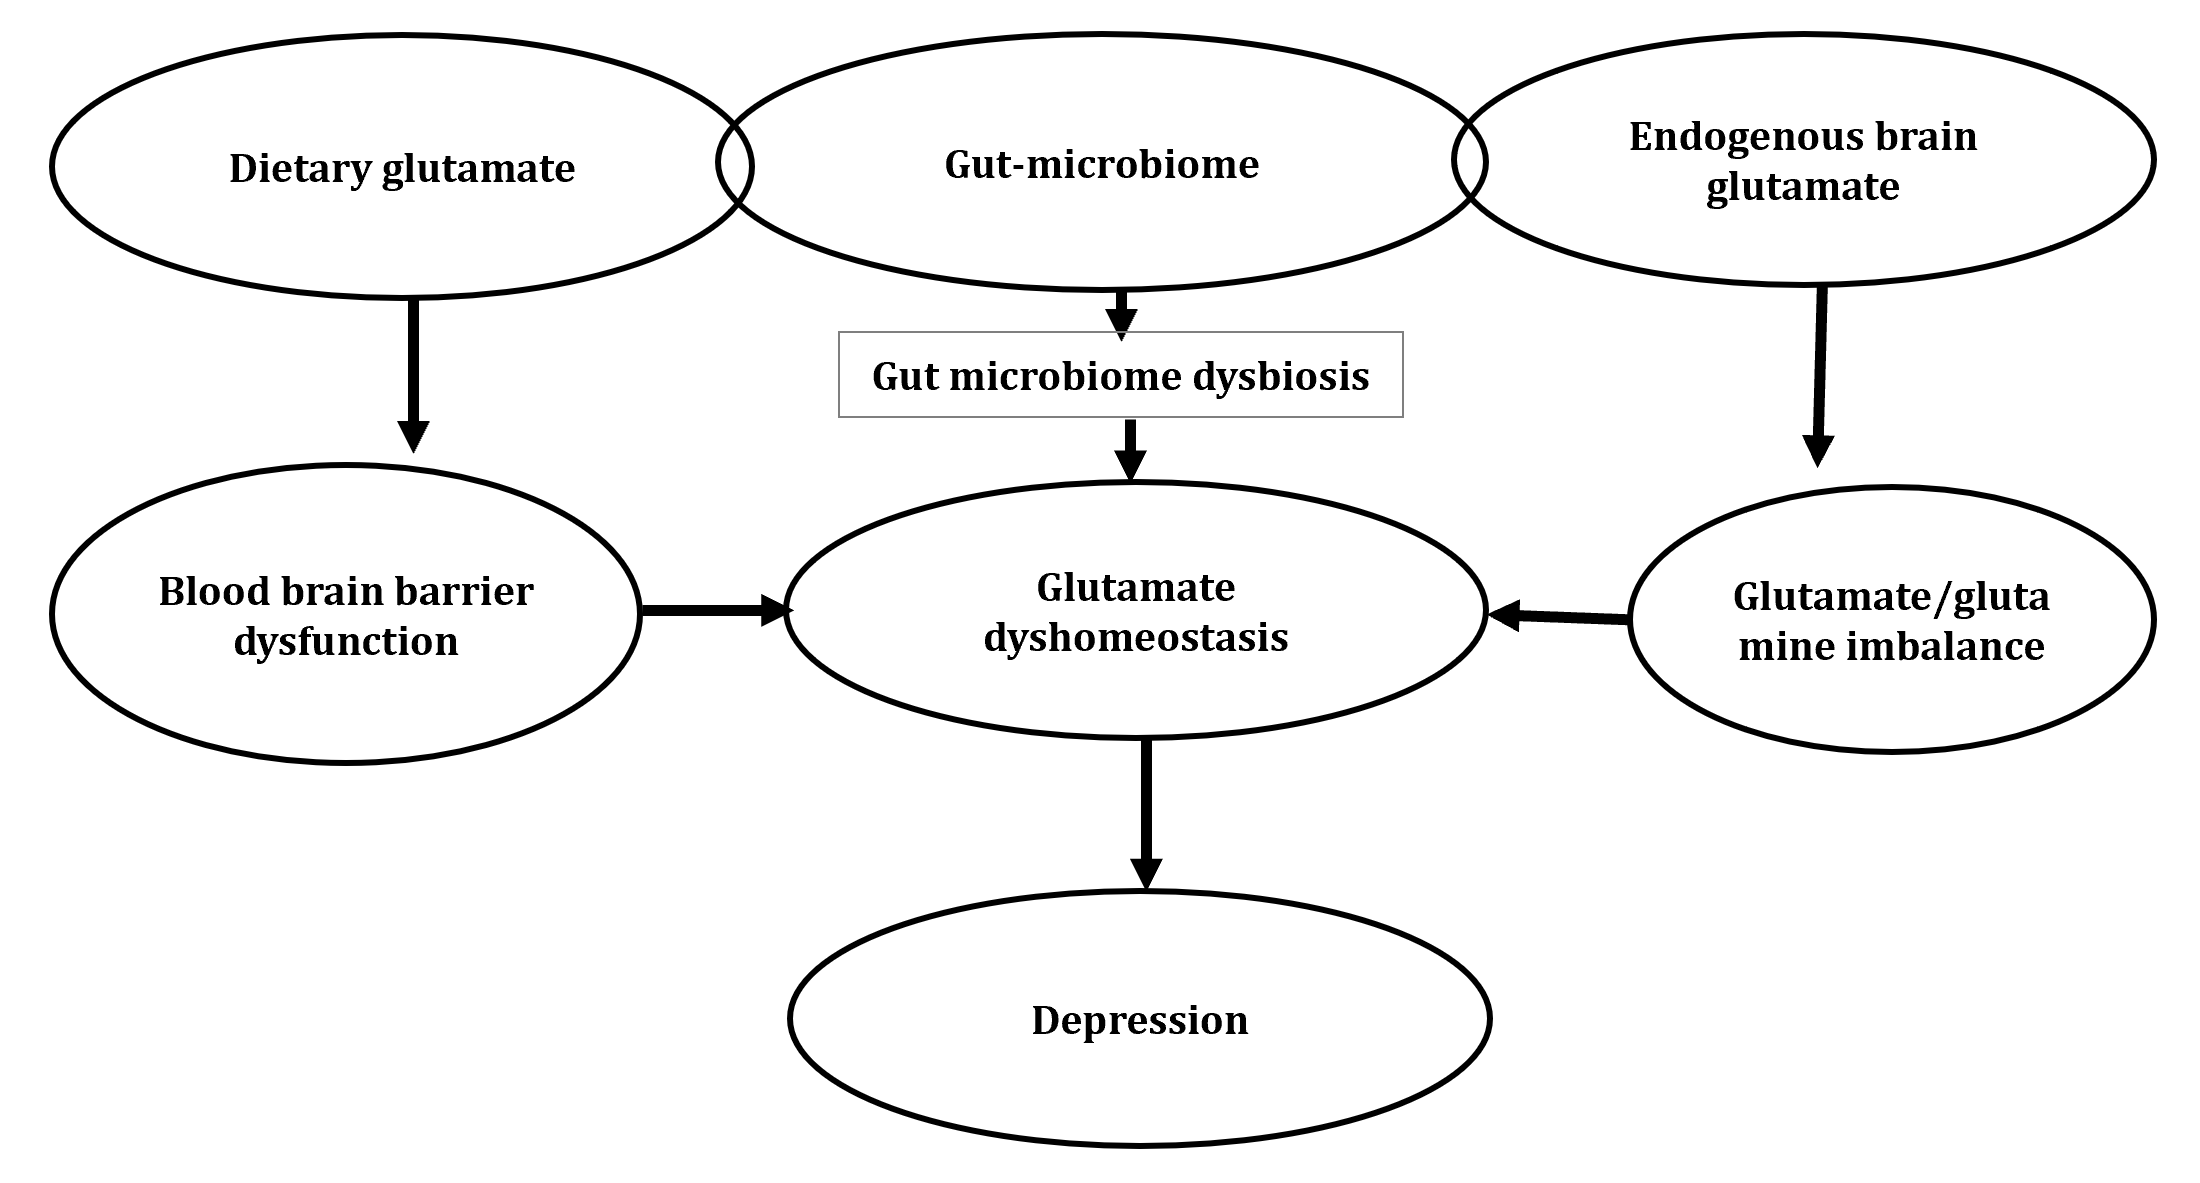 Dietary glutamate
Gut-microbiome
Endogenous brain
glutamate
Gut microbiome dysbiosis
Blood brain barrier
dysfunction
Glutamate
dyshomeostasis
Glutamate/gluta
mine imbalance
Depression